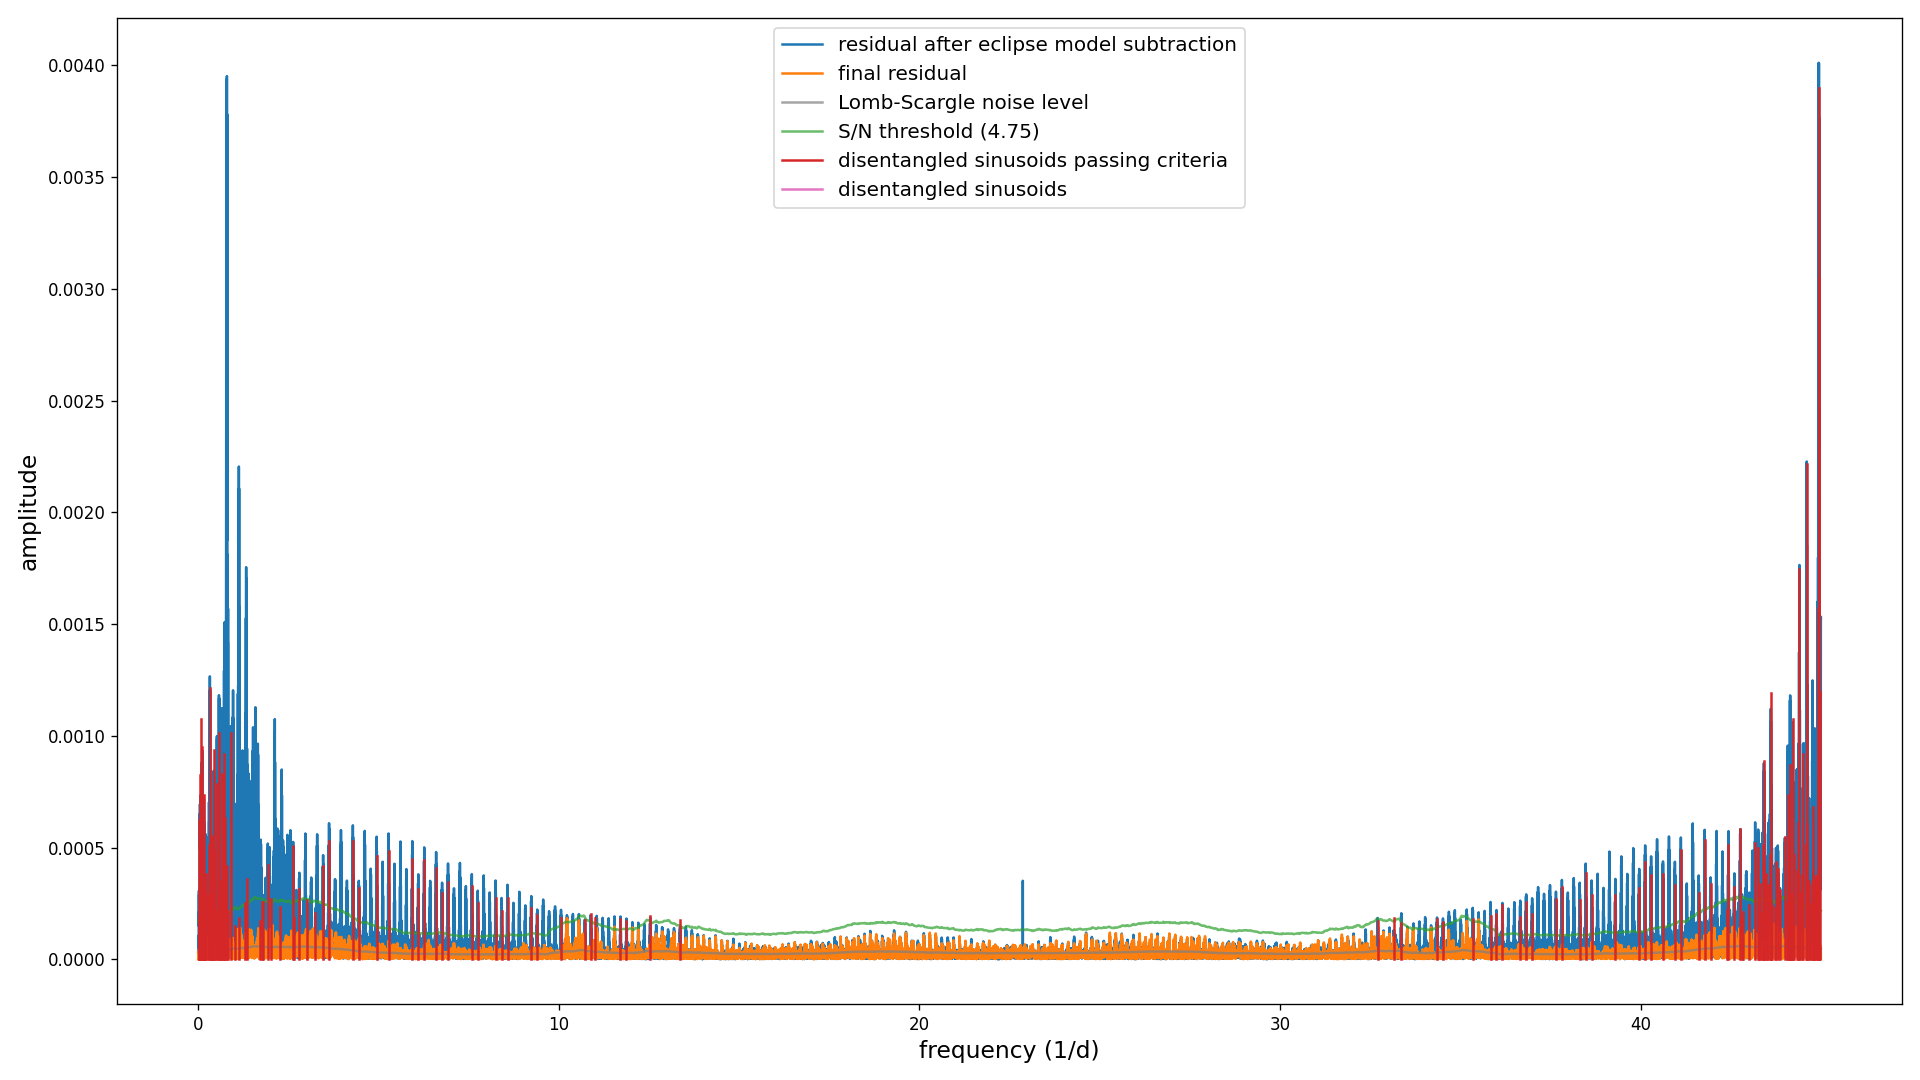 residual after eclipse model subtraction
final residual
Lomb-Scargle noise level
S/N threshold (4.75)
disentangled sinusoids passing criteria
disentangled sinusoids
0.0040
0.0035
0.0030
0.0025
0.0020
0.0015
0.0010
0.0005
0.0000
amplitude
0 10 20 30 40
frequency (1/d)